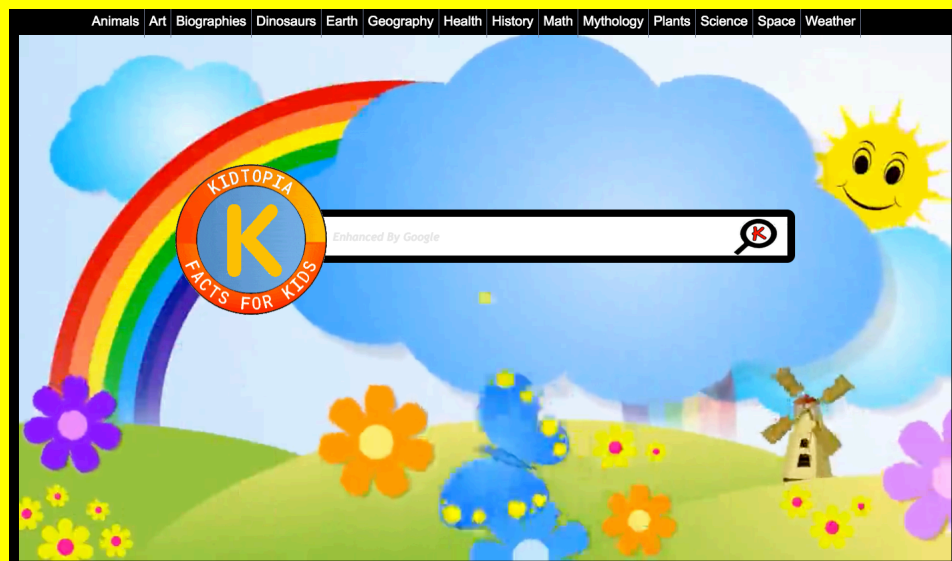 Animals Art Biographies Dinosaurs Earth Geography Health History Math Mythology Plants Science Space Weather
KIDTOPIA
K
FACTS FOR KIDS
Enhanced By Google
K